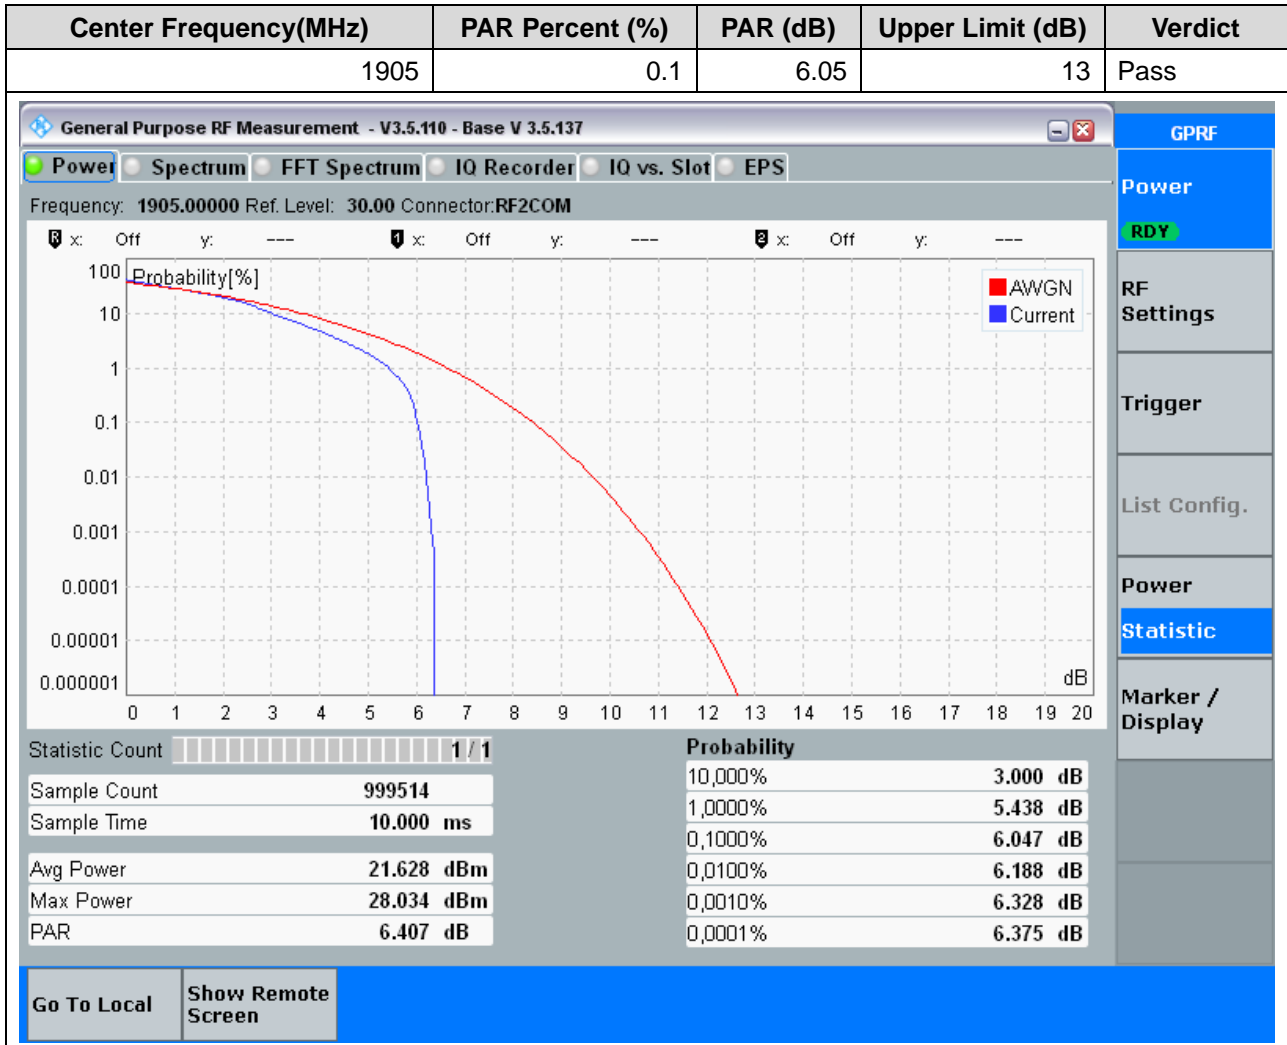 Center Frequency(MHz) PAR Percent (%) PAR (dB) Upper Limit (dB) Verdict
1905 0.1 6.05 13 Pass
General Purpose RF Measurement - V3.5.110 - Base V 3.5.137
GPRF
Power Spectrum FFT Spectrum IQ Recorder IQ vs. Slot EPS
Frequency: 1905.00000 Ref. Level: 30.00 Connector:RF2COM
R x: Off y: --- 1 x: Off y: --- 2 x: Off y: ---
Probability[%]
AWGN
Current
100
10
1
0.1
0.01
0.001
0.0001
0.00001
0.000001
dB
0 1 2 3 4 5 6 7 8 9 10 11 12 13 14 15 16 17 18 19 20
Statistic Count 1 / 1
Sample Count 999514
Sample Time 10.000 ms
Avg Power 21.628 dBm
Max Power 28.034 dBm
PAR 6.407 dB
Probability
10,000% 3.000 dB
1,0000% 5.438 dB
0,1000% 6.047 dB
0,0100% 6.188 dB
0,0010% 6.328 dB
0,0001% 6.375 dB
Power
RDY
RF
Settings
Trigger
List Config.
Power
Statistic
Marker /
Display
Go To Local
Show Remote
Screen